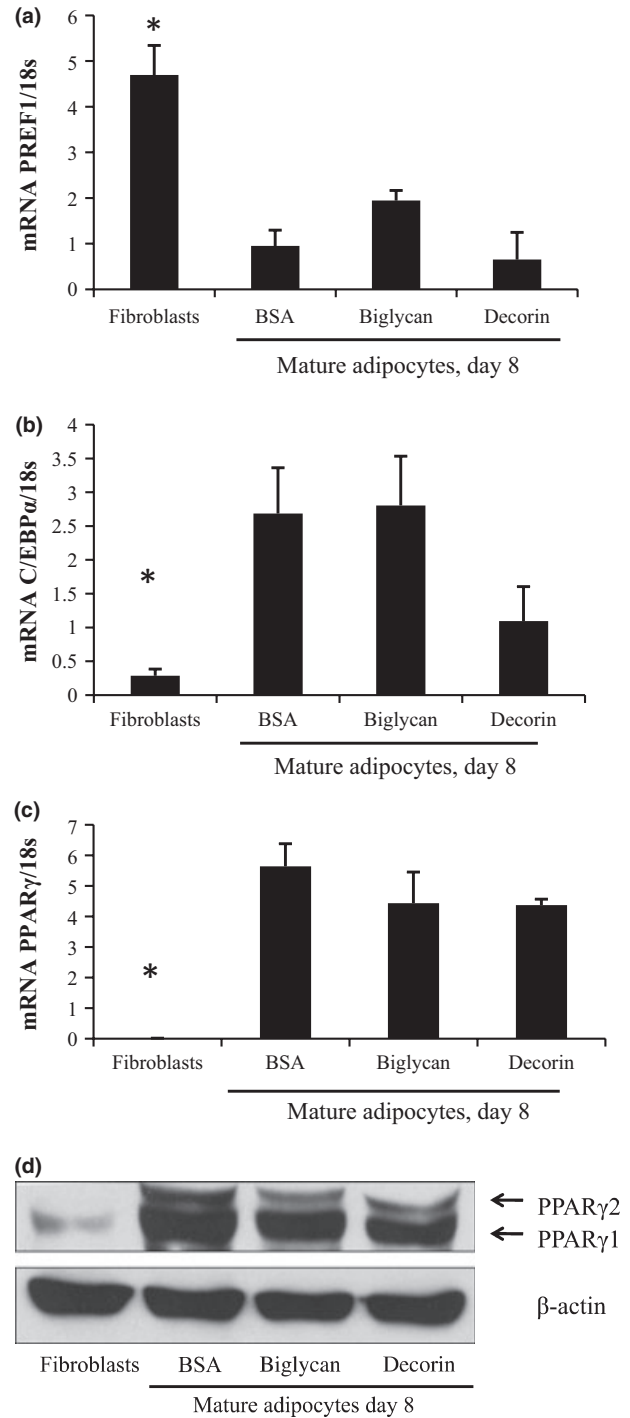 (a)
mRNA PREF1/18s
6
5
4
3
2
1
0
*
Fibroblasts BSA Biglycan Decorin
Mature adipocytes, day 8
(b)
mRNA C/EBPα/18s
4
3.5
3
2.5
2
1.5
1
0.5
0
*
Fibroblasts BSA Biglycan Decorin
Mature adipocytes, day 8
(c)
mRNA PPARγ/18s
7
6
5
4
3
2
1
0
*
Fibroblasts BSA Biglycan Decorin
Mature adipocytes, day 8
(d)
PPARγ2
PPARγ1
β-actin
Fibroblasts BSA Biglycan Decorin
Mature adipocytes day 8